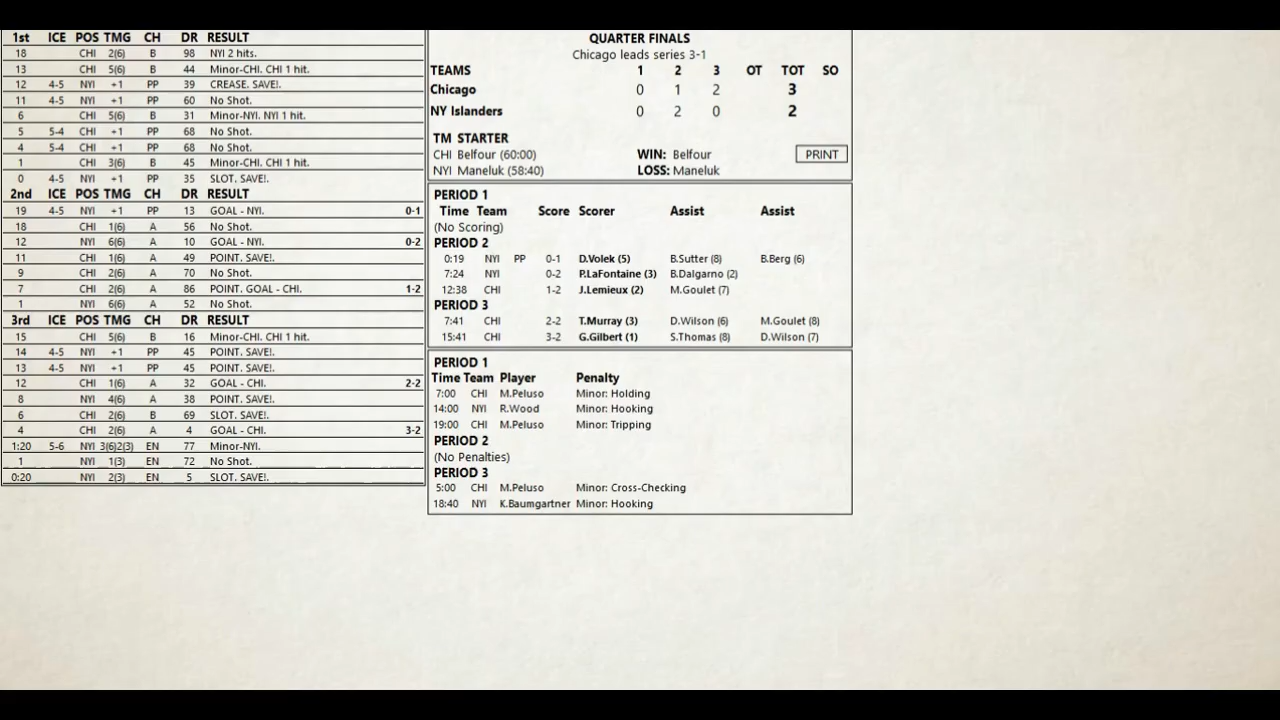 1st ICE POS TMG CH DR RESULT
18 CHI 2(6) B 98 NYI 2 hits.
13 CHI 5(6) B 44 Minor-CHI. CHI 1 hit.
12 4-5 NYI +1 PP 39 CREASE. SAVE!.
11 4-5 NYI +1 PP 60 No Shot.
6 CHI 5(6) B 31 Minor-NYI. NYI 1 hit.
5 5-4 CHI +1 PP 68 No Shot.
4 5-4 CHI +1 PP 68 No Shot.
1 CHI 3(6) B 45 Minor-CHI. CHI 1 hit.
0 4-5 NYI +1 PP 35 SLOT. SAVE!.
2nd ICE POS TMG CH DR RESULT
19 4-5 NYI +1 PP 13 GOAL - NYI. 0-1
18 CHI 1(6) A 56 No Shot.
12 NYI 6(6) A 10 GOAL - NYI. 0-2
11 CHI 1(6) A 49 POINT. SAVE!.
9 CHI 2(6) A 70 No Shot.
7 CHI 2(6) A 86 POINT. GOAL - CHI. 1-2
1 NYI 6(6) A 52 No Shot.
3rd ICE POS TMG CH DR RESULT
15 CHI 5(6) B 16 Minor-CHI. CHI 1 hit.
14 4-5 NYI +1 PP 45 POINT. SAVE!.
13 4-5 NYI +1 PP 45 POINT. SAVE!.
12 CHI 1(6) A 32 GOAL - CHI. 2-2
8 NYI 4(6) A 38 POINT. SAVE!.
6 CHI 2(6) B 69 SLOT. SAVE!.
4 CHI 2(6) A 4 GOAL - CHI. 3-2
1:20 5-6 NYI 3(6)2(3) EN 77 Minor-NYI.
1 NYI 1(3) EN 72 No Shot.
0:20 NYI 2(3) EN 5 SLOT. SAVE!.
QUARTER FINALS
Chicago leads series 3-1
TEAMS 1 2 3 OT TOT SO
Chicago 0 1 2 3
NY Islanders 0 2 0 2
TM STARTER
CHI Belfour (60:00) WIN: Belfour PRINT
NYI Maneluk (58:40) LOSS: Maneluk
PERIOD 1
Time Team Score Scorer Assist Assist
(No Scoring)
PERIOD 2
0:19 NYI PP 0-1 D.Volek (5) B.Sutter (8) B.Berg (6)
7:24 NYI 0-2 P.LaFontaine (3) B.Dalgarno (2)
12:38 CHI 1-2 J.Lemieux (2) M.Goulet (7)
PERIOD 3
7:41 CHI 2-2 T.Murray (3) D.Wilson (6) M.Goulet (8)
15:41 CHI 3-2 G.Gilbert (1) S.Thomas (8) D.Wilson (7)
PERIOD 1
Time Team Player Penalty
7:00 CHI M.Peluso Minor: Holding
14:00 NYI R.Wood Minor: Hooking
19:00 CHI M.Peluso Minor: Tripping
PERIOD 2
(No Penalties)
PERIOD 3
5:00 CHI M.Peluso Minor: Cross-Checking
18:40 NYI K.Baumgartner Minor: Hooking